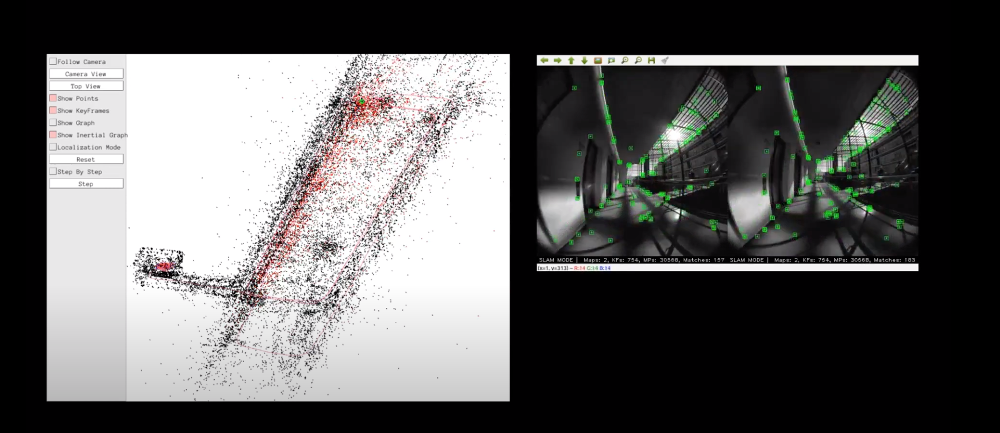 Follow Camera
Camera View
Top View
Show Points
Show KeyFrames
Show Graph
Show Inertial Graph
Localization Mode
Reset
Step By Step
Step
SLAM MODE | Maps: 2, KFs: 754, MPs: 30568, Matches: 157
SLAM MODE | Maps: 2, KFs: 754, MPs: 30568, Matches: 163
(x=1, y=313) ~ R:14 G:14 B:14